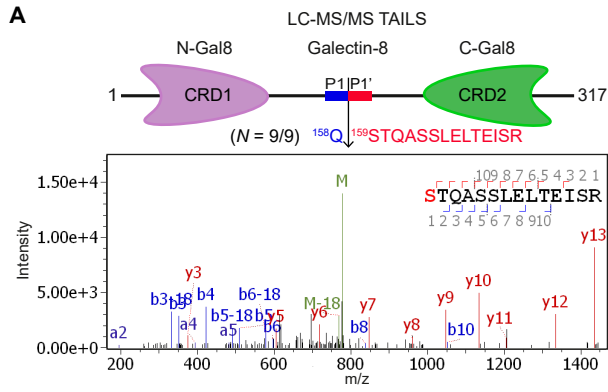 A
LC-MS/MS TAILS
N-Gal8 Galectin-8 C-Gal8
P1 P1'
1 CRD1 CRD2 317
(N = 9/9) ¹⁵⁸Q ¹⁵⁹STQASSLELTEISR
M
1.50e+4
10 9 8 7 6 5 4 3 2 1
STQASSLELTEISR
1 2 3 4 5 6 7 8 9 10
1.00e+4
y13
Intensity
y3
b3-18 b3 b4 b6-18 M-18 y10
5.00e+3
b5-18 b5 y5 y6 y7 y9 y12
a4 a5 b6 b8 y8 b10 y11
a2
0.00e+0
200 400 600 800 1000 1200 1400
m/z